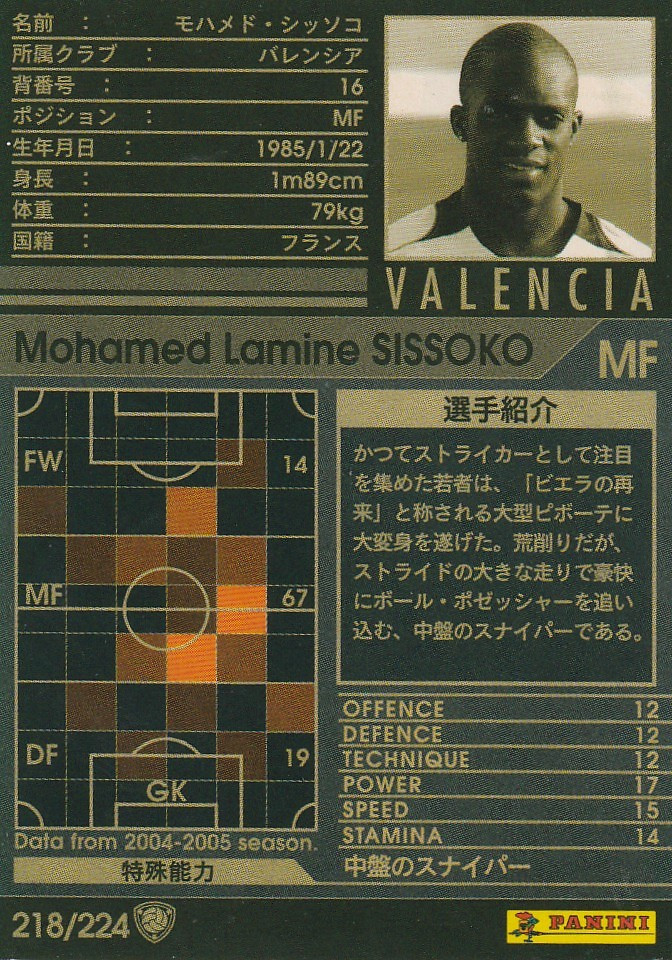 名前 : モハメド・シッソコ
所属クラブ : バレンシア
背番号 : 16
ポジション : MF
生年月日 : 1985/1/22
身長 : 1m89cm
体重 : 79kg
国籍 : フランス
VALENCIA
Mohamed Lamine SISSOKO
MF
FW 14
MF 67
DF 19
GK
Data from 2004-2005 season.
選手紹介
かつてストライカーとして注目
を集めた若者は、「ビエラの再
来」と称される大型ピボーテに
大変身を遂げた。荒削りだが、
ストライドの大きな走りで豪快
にボール・ポゼッシャーを追い
込む、中盤のスナイパーである。
OFFENCE 12
DEFENCE 12
TECHNIQUE 12
POWER 17
SPEED 15
STAMINA 14
特殊能力
中盤のスナイパー
218/224
PANINI